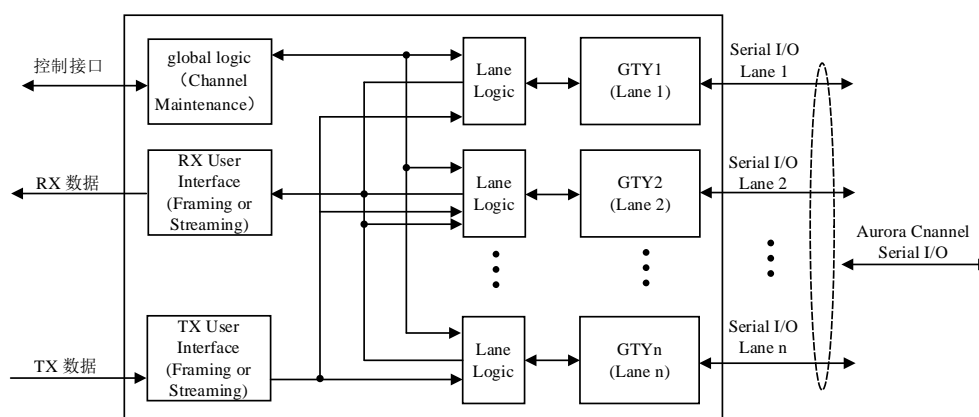 控制接口
global logic
（Channel
Maintenance）
Lane
Logic
GTY1
(Lane 1)
Serial I/O
Lane 1
RX 数据
RX User
Interface
(Framing or
Streaming)
Lane
Logic
GTY2
(Lane 2)
Serial I/O
Lane 2
Aurora Cnannel
Serial I/O
TX 数据
TX User
Interface
(Framing or
Streaming)
Lane
Logic
GTYn
(Lane n)
Serial I/O
Lane n